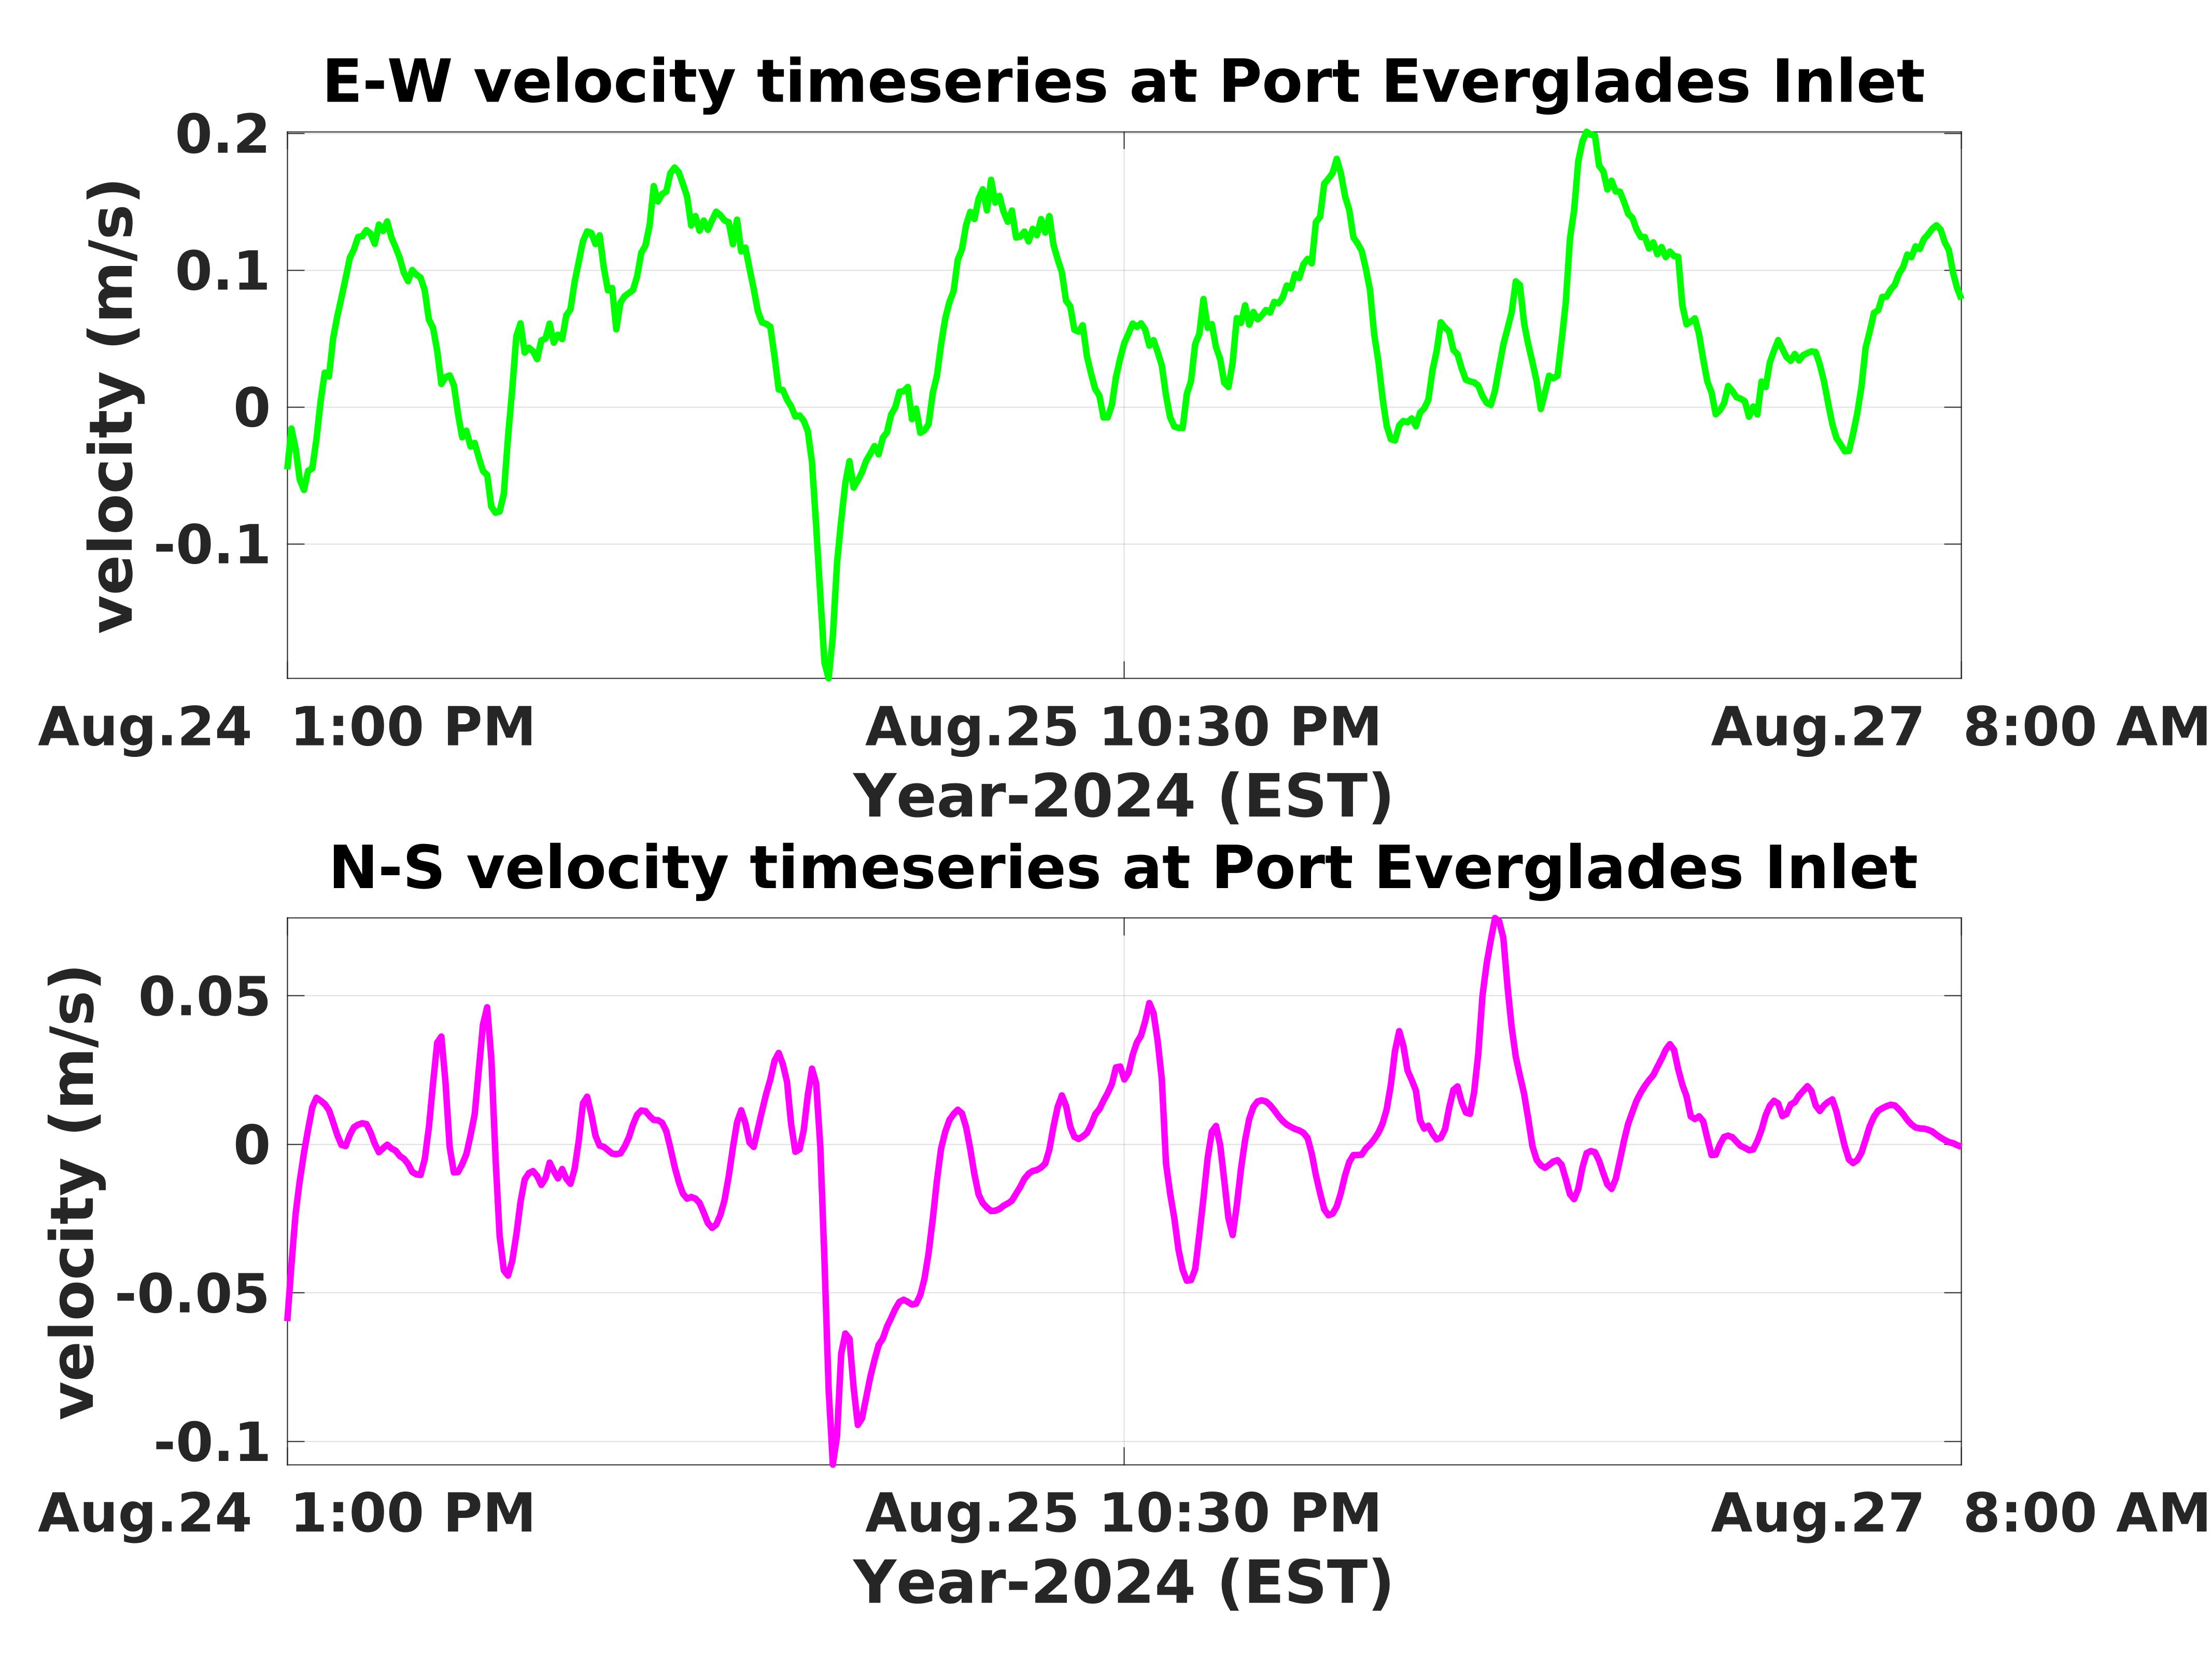 E-W velocity timeseries at Port Everglades Inlet
velocity (m/s)
0.2
0.1
0
-0.1
Aug.24 1:00 PM Aug.25 10:30 PM Aug.27 8:00 AM
Year-2024 (EST)
N-S velocity timeseries at Port Everglades Inlet
velocity (m/s)
0.05
0
-0.05
-0.1
Aug.24 1:00 PM Aug.25 10:30 PM Aug.27 8:00 AM
Year-2024 (EST)